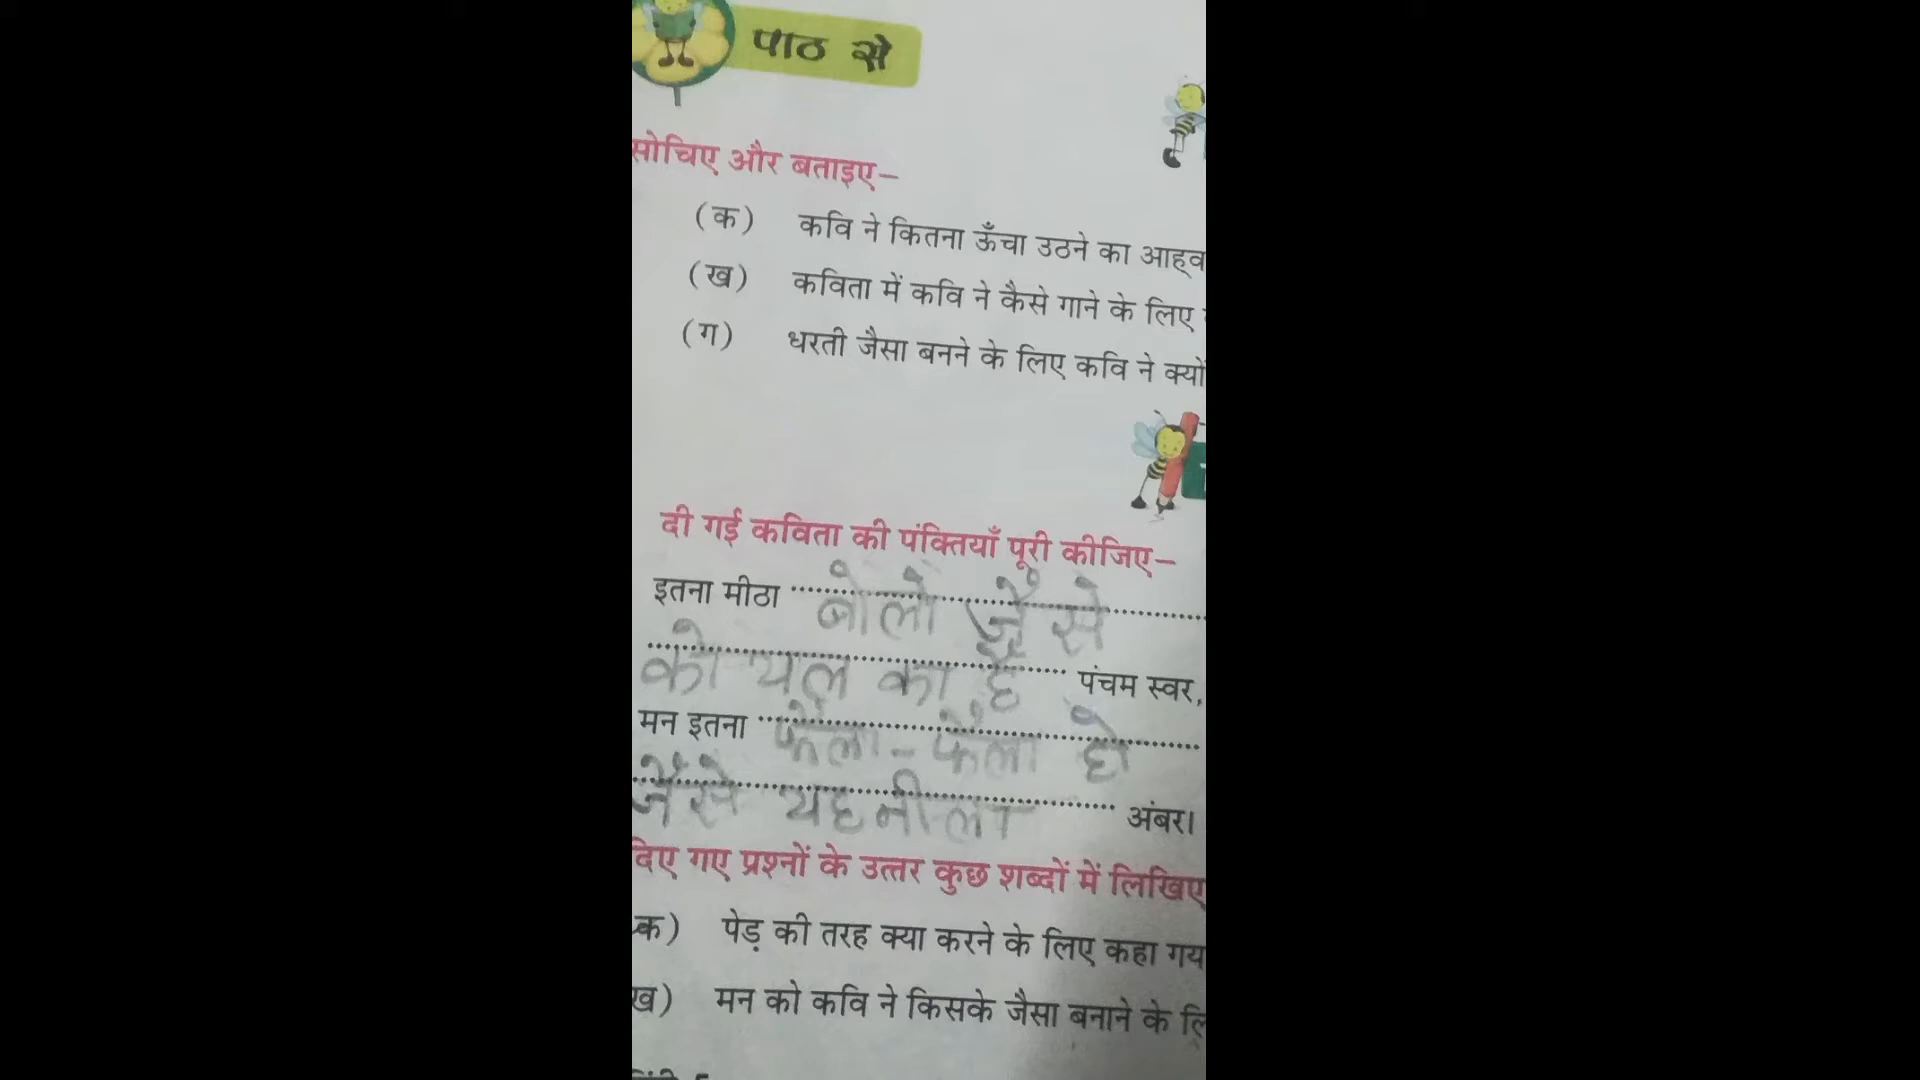 पाठ से
सोचिए और बताइए-
(क) कवि ने कितना ऊँचा उठने का आह्व
(ख) कविता में कवि ने कैसे गाने के लिए
(ग) धरती जैसा बनने के लिए कवि ने क्यों
दी गई कविता की पंक्तियाँ पूरी कीजिए-
इतना मीठा बोलो जैसे
कोयल का है पंचम स्वर,
मन इतना फैला-फैला हो
जैसे यह नीला अंबर।
दिए गए प्रश्नों के उत्तर कुछ शब्दों में लिखिए
क) पेड़ की तरह क्या करने के लिए कहा गय
ख) मन को कवि ने किसके जैसा बनाने के लि